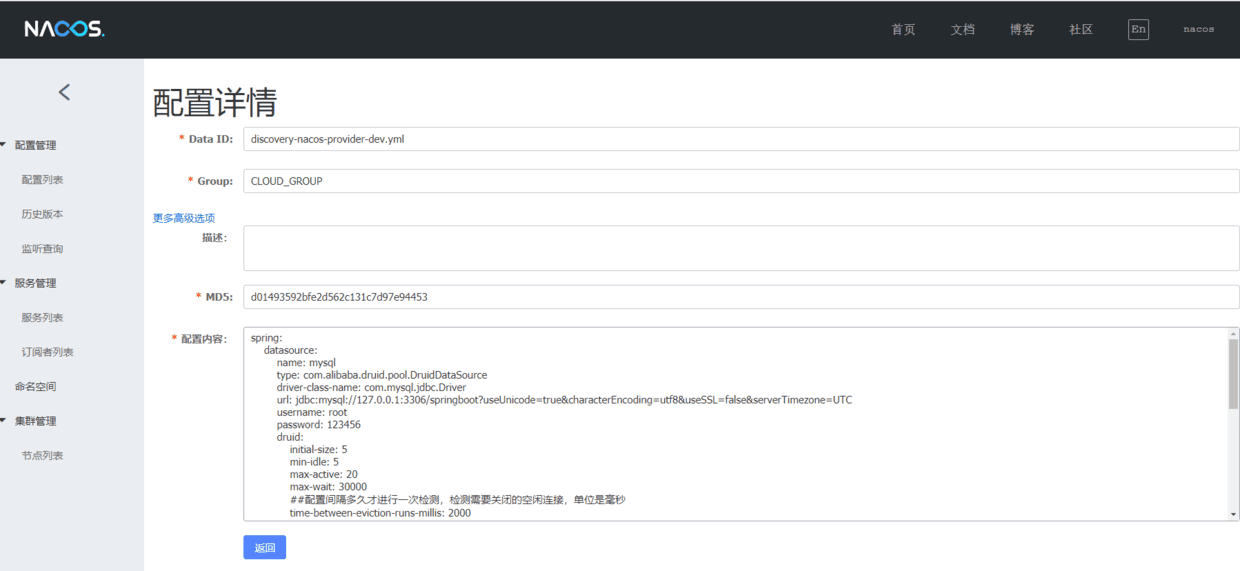 NACOS.
首页 文档 博客 社区 En nacos
配置管理
配置列表
历史版本
监听查询
服务管理
服务列表
订阅者列表
命名空间
集群管理
节点列表
配置详情
* Data ID: discovery-nacos-provider-dev.yml
* Group: CLOUD_GROUP
更多高级选项
描述:
* MD5: d01493592bfe2d562c131c7d97e94453
* 配置内容: spring:
datasource:
name: mysql
type: com.alibaba.druid.pool.DruidDataSource
driver-class-name: com.mysql.jdbc.Driver
url: jdbc:mysql://127.0.0.1:3306/springboot?useUnicode=true&characterEncoding=utf8&useSSL=false&serverTimezone=UTC
username: root
password: 123456
druid:
initial-size: 5
min-idle: 5
max-active: 20
max-wait: 30000
##配置间隔多久才进行一次检测，检测需要关闭的空闲连接，单位是毫秒
time-between-eviction-runs-millis: 2000
返回